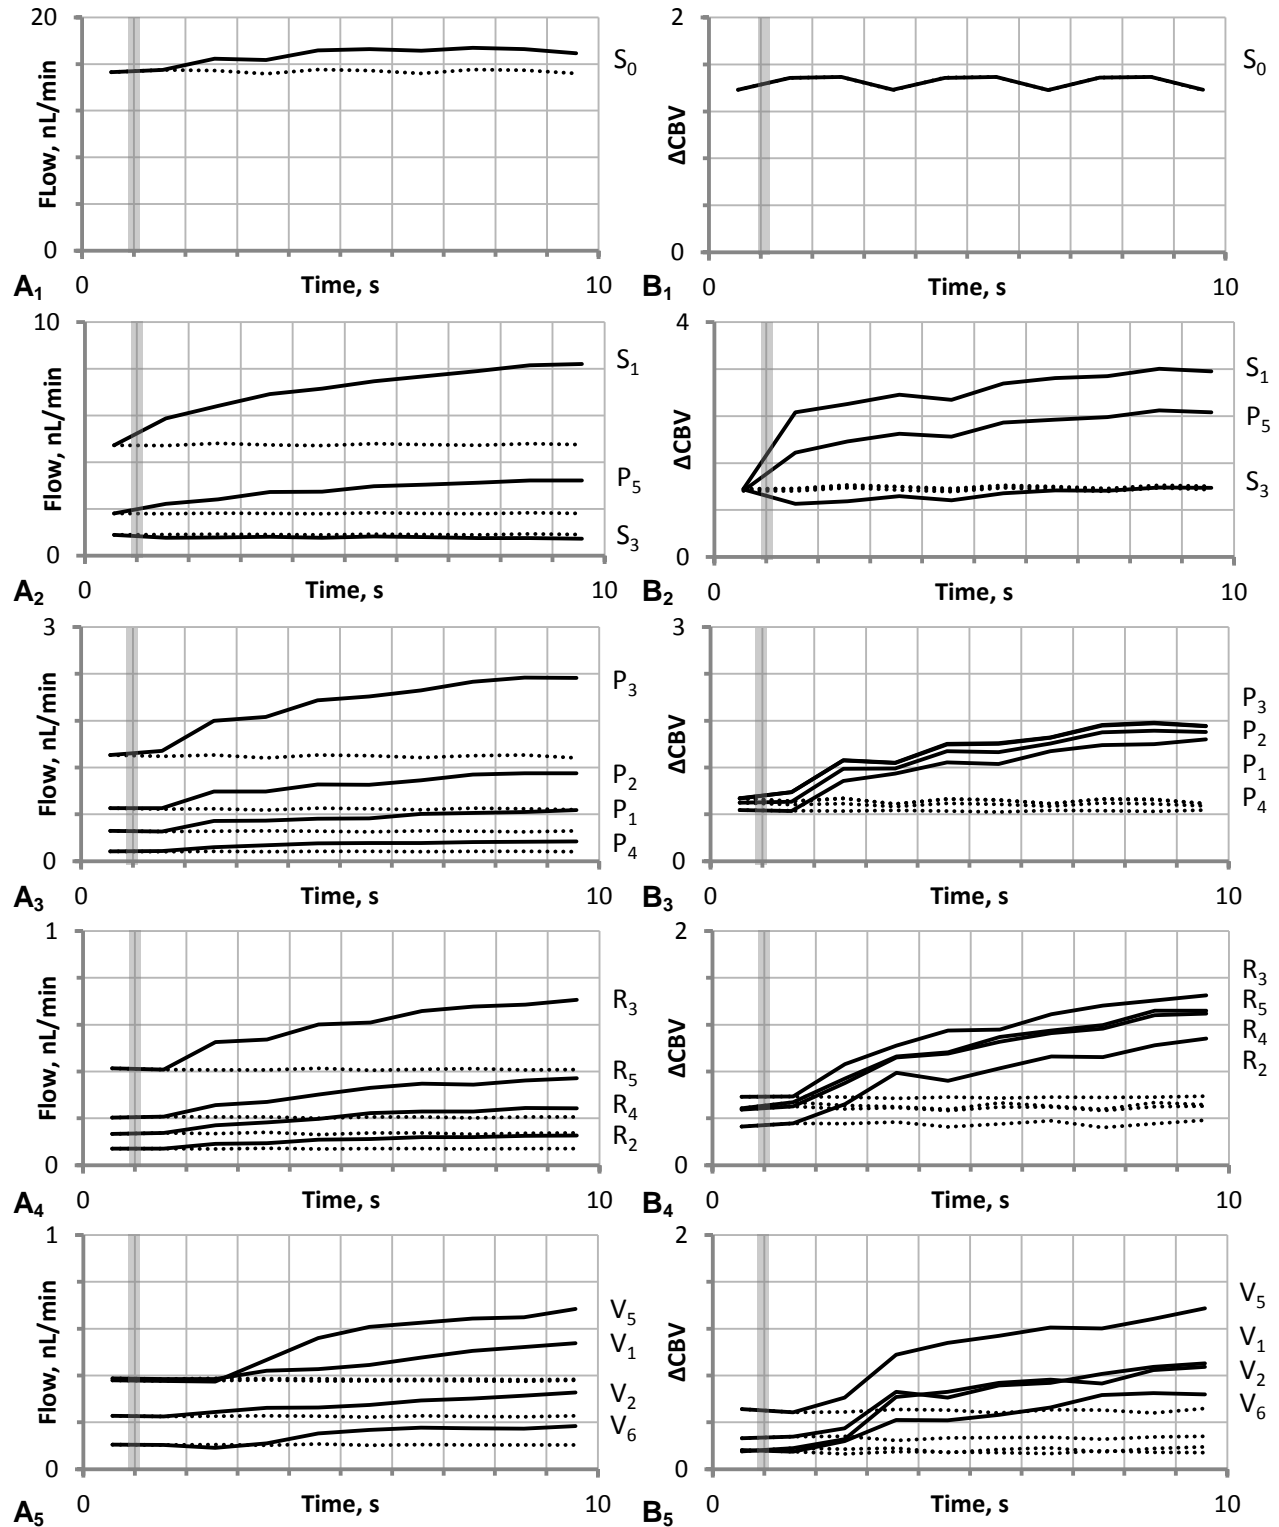 20
FLow, nL/min
S0
0
A1
0
Time, s
10
2
ΔCBV
S0
0
B1
0
Time, s
10
10
Flow, nL/min
S1
P5
S3
0
A2
0
Time, s
10
4
ΔCBV
S1
P5
S3
0
B2
0
Time, s
10
3
Flow, nL/min
P3
P2
P1
P4
0
A3
0
Time, s
10
3
ΔCBV
P3
P2
P1
P4
0
B3
0
Time, s
10
1
Flow, nL/min
R3
R5
R4
R2
0
A4
0
Time, s
10
2
ΔCBV
R3
R5
R4
R2
0
B4
0
Time, s
10
1
Flow, nL/min
V5
V1
V2
V6
0
A5
0
Time, s
10
2
ΔCBV
V5
V1
V2
V6
0
B5
0
Time, s
10